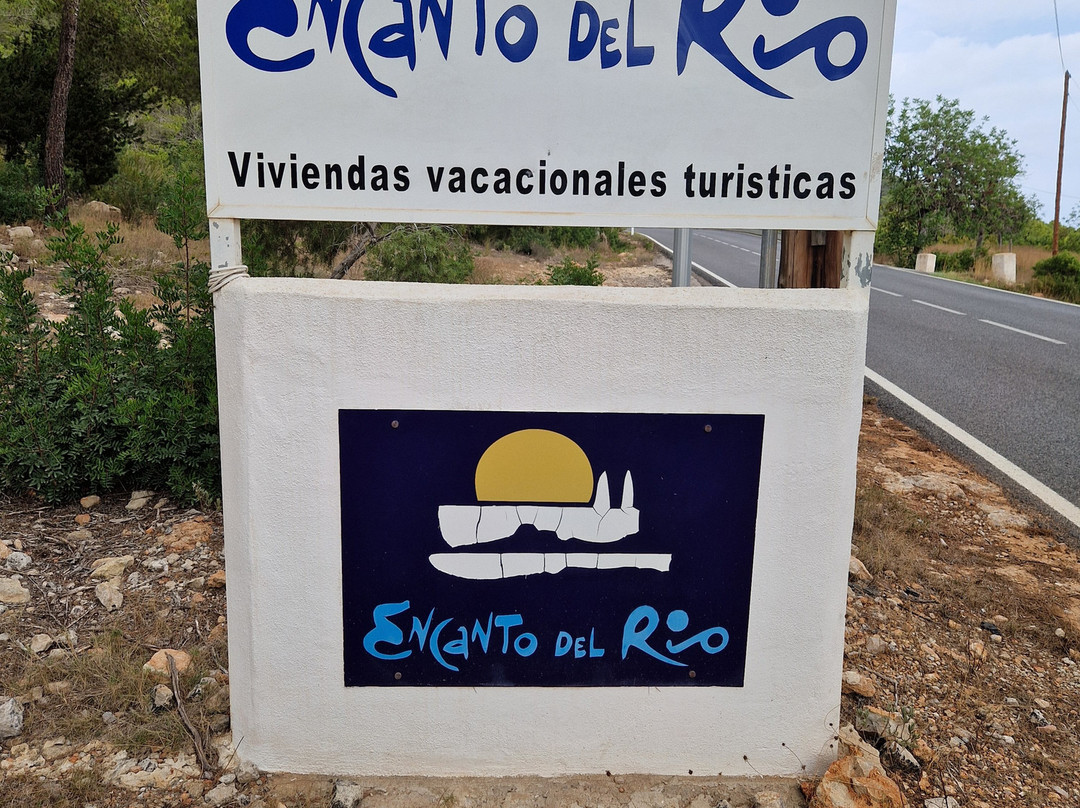 Encanto del Rio
Viviendas vacacionales turisticas
Encanto del Rio